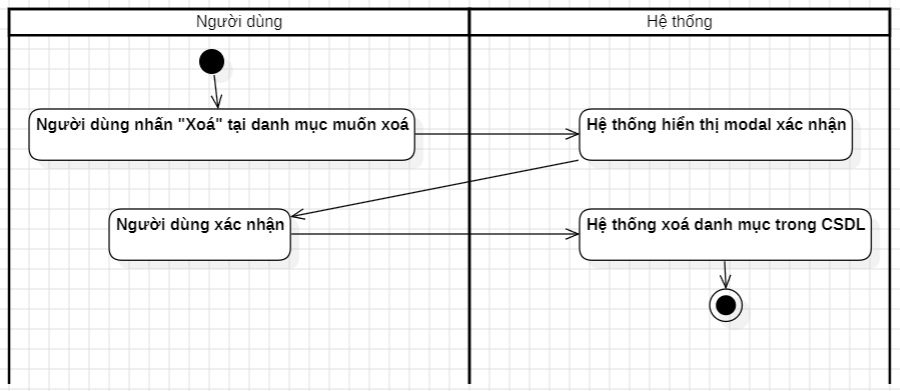 Người dùng
Hệ thống
Người dùng nhấn "Xoá" tại danh mục muốn xoá
Hệ thống hiển thị modal xác nhận
Người dùng xác nhận
Hệ thống xoá danh mục trong CSDL